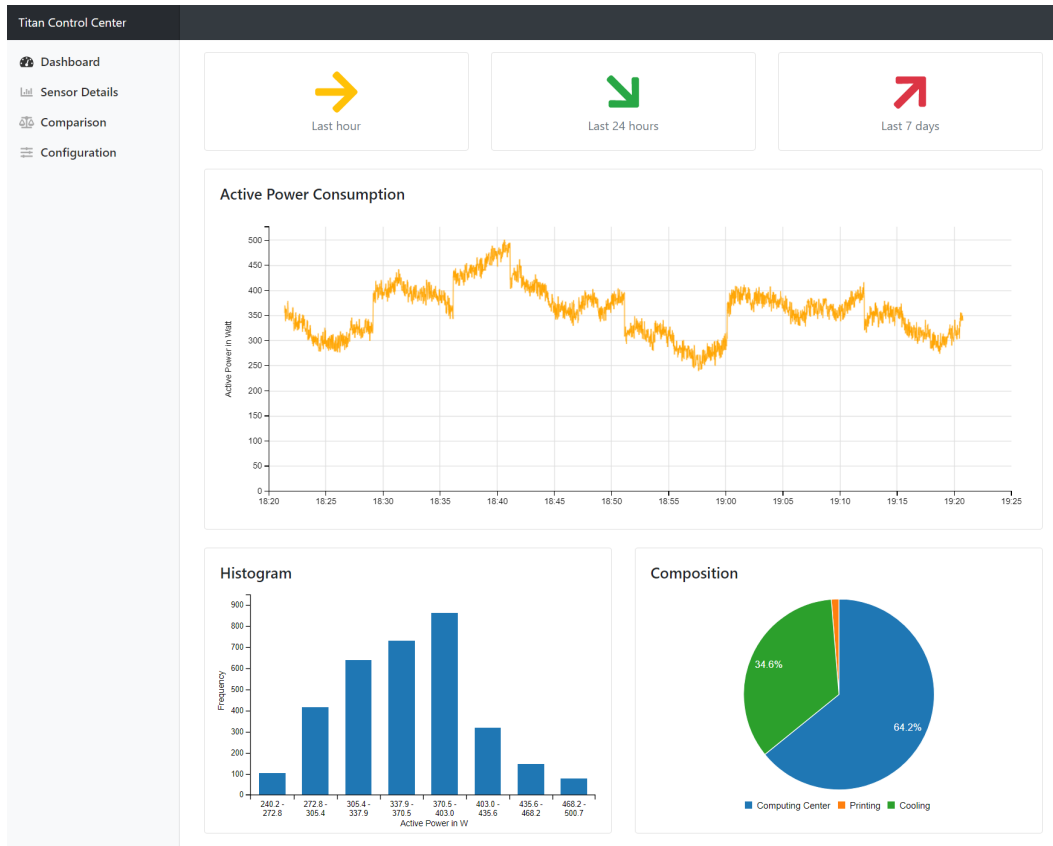 Titan Control Center
Dashboard
Sensor Details
Comparison
Configuration
Last hour
Last 24 hours
Last 7 days
Active Power Consumption
Active Power in Watt
500
450
400
350
300
250
200
150
100
50
0
18:20 18:25 18:30 18:35 18:40 18:45 18:50 18:55 19:00 19:05 19:10 19:15 19:20 19:25
Histogram
Frequency
900
800
700
600
500
400
300
200
100
0
240.2 - 272.8 - 305.4 - 337.9 - 370.5 - 403.0 - 435.6 - 468.2 -
272.8 305.4 337.9 370.5 403.0 435.6 468.2 500.7
Active Power in W
Composition
34.6%
64.2%
Computing Center Printing Cooling